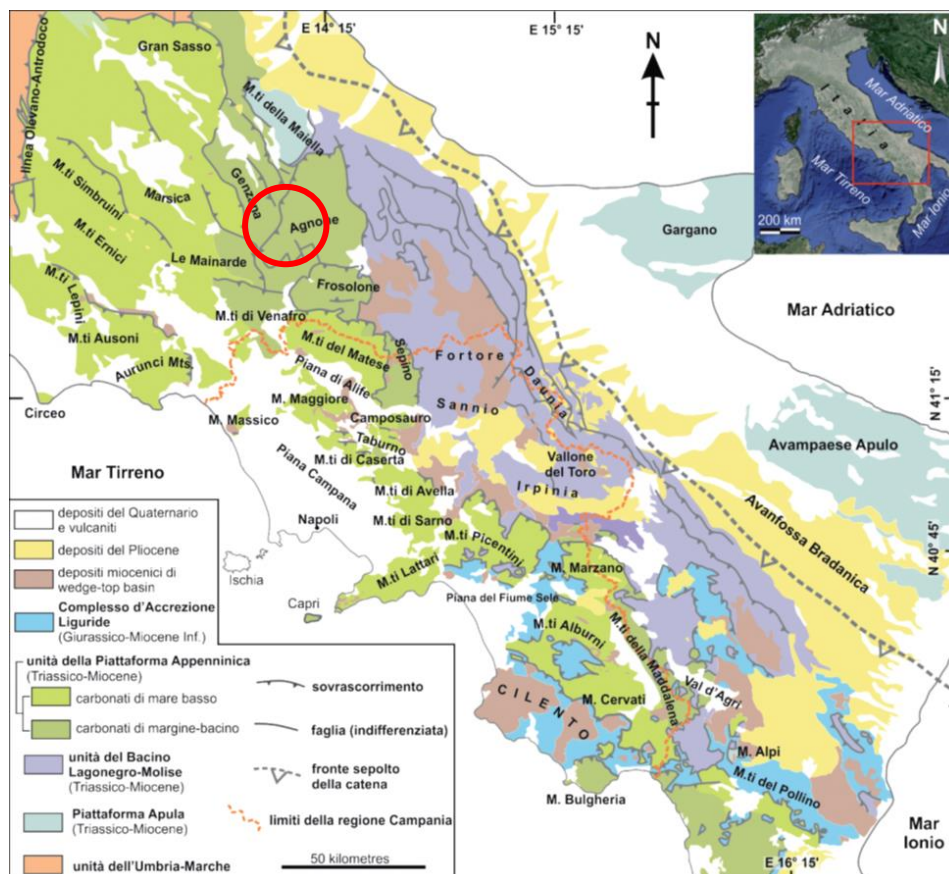 E 14° 15'
E 15° 15'
N
Gran Sasso
linea Olevano-Antrodoco
M.ti della Maiella
Genzana
Marsica
M.ti Simbruini
M.ti Ernici
Agnone
Le Mainarde
Frosolone
M.ti Lepini
M.ti di Venafro
M.ti Ausoni
Aurunci Mts.
M.ti del Matese
Sepino
Fortore
Daunia
Piana di Alife
M. Maggiore
Sannio
Circeo
M. Massico
Camposauro
Taburno
M.ti di Caserta
Vallone
del Toro
Irpinia
Mar Tirreno
Piana Campana
M.ti di Avella
Napoli
M.ti di Sarno
M.ti Picentini
Ischia
M.ti Lattari
M. Marzano
Capri
Piana del Fiume Sele
M.ti Alburni
M.ti della Maddalena
CILENTO
M. Cervati
Val d'Agri
M. Alpi
M.ti del Pollino
M. Bulgheria
Gargano
Mar Adriatico
N 41° 15'
Avampaese Apulo
Avanfossa Bradanica
N 40° 45'
Mar
Ionio
E 16° 15'
Italia
Mar Adriatico
Mar Tirreno
Mar Ionio
200 km
N
depositi del Quaternario
e vulcaniti
depositi del Pliocene
depositi miocenici di
wedge-top basin
Complesso d'Accrezione
Liguride
(Giurassico-Miocene Inf.)
unità della Piattaforma Appenninica
(Triassico-Miocene)
carbonati di mare basso
carbonati di margine-bacino
unità del Bacino
Lagonegro-Molise
(Triassico-Miocene)
Piattaforma Apula
(Triassico-Miocene)
unità dell'Umbria-Marche
sovrascorrimento
faglia (indifferenziata)
fronte sepolto
della catena
limiti della regione Campania
50 kilometres